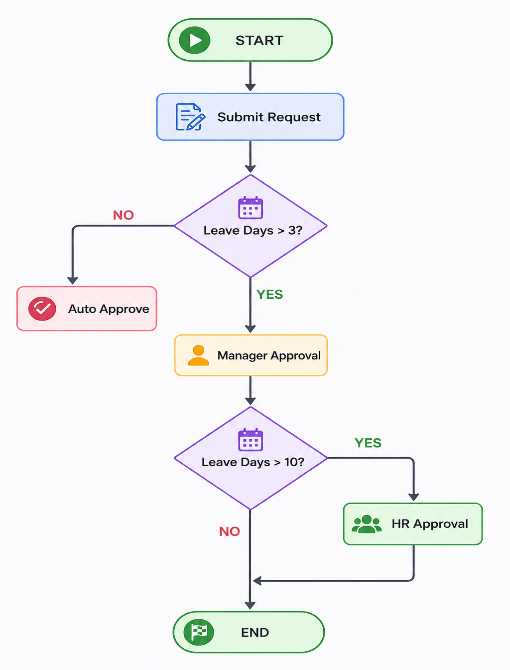 START
Submit Request
Leave Days > 3?
NO
YES
Auto Approve
Manager Approval
Leave Days > 10?
YES
NO
HR Approval
END